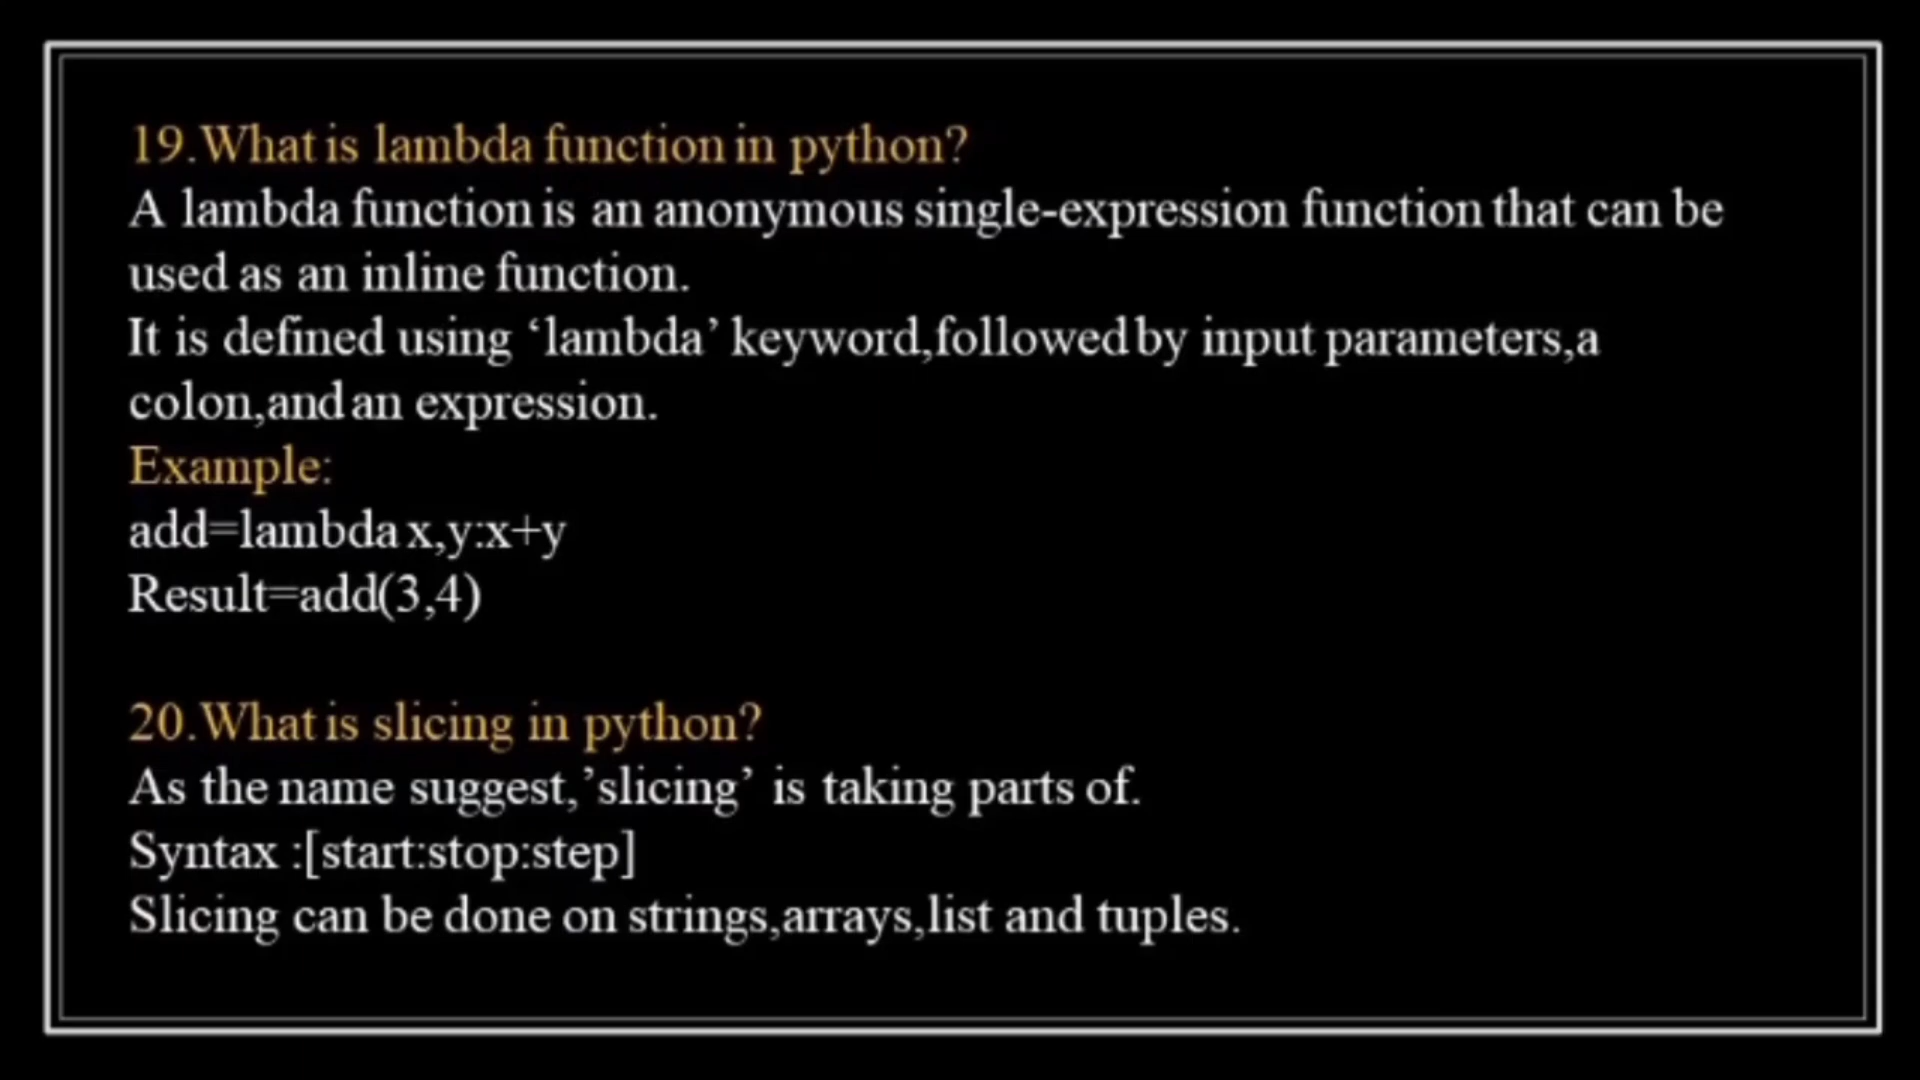 19.What is lambda function in python?
A lambda function is an anonymous single-expression function that can be
used as an inline function.
It is defined using ‘lambda’ keyword,followed by input parameters,a
colon,and an expression.
Example:
add=lambda x,y:x+y
Result=add(3,4)
20.What is slicing in python?
As the name suggest,’slicing’ is taking parts of.
Syntax :[start:stop:step]
Slicing can be done on strings,arrays,list and tuples.